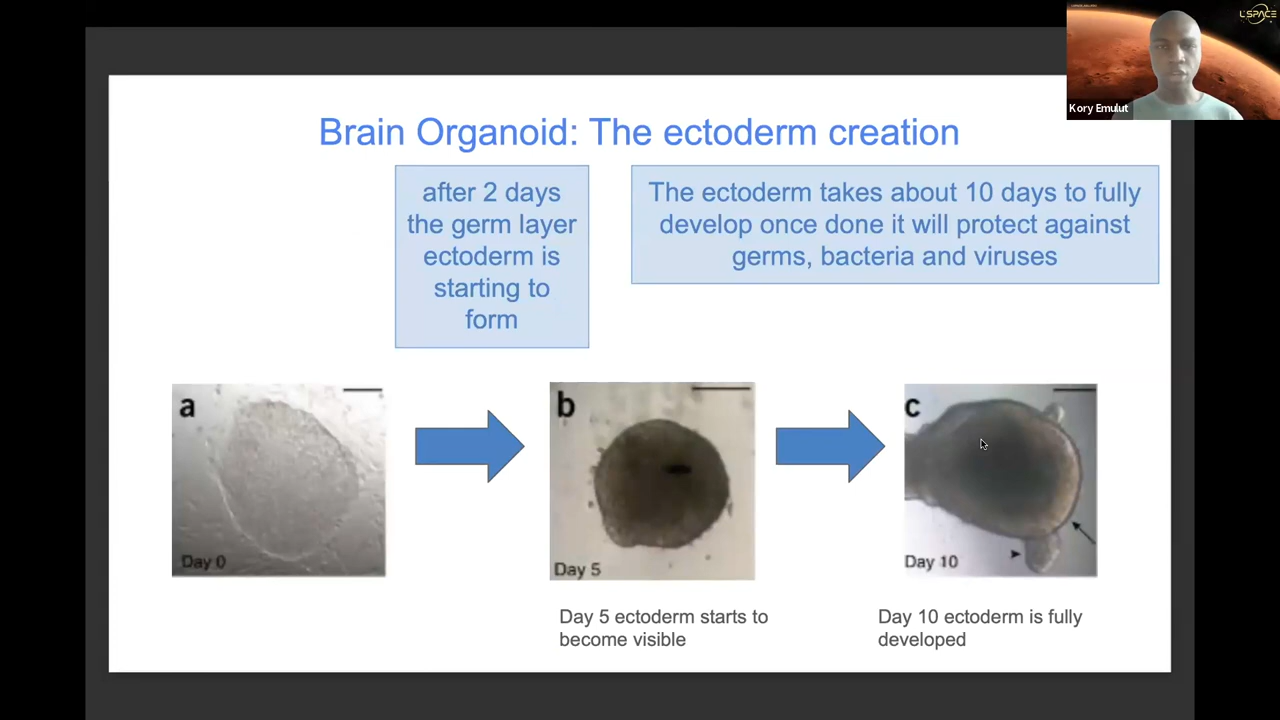 L'SPACE
Kory Emulut
Brain Organoid: The ectoderm creation
after 2 days
the germ layer
ectoderm is
starting to
form
The ectoderm takes about 10 days to fully
develop once done it will protect against
germs, bacteria and viruses
a
Day 0
b
Day 5
c
Day 10
Day 5 ectoderm starts to
become visible
Day 10 ectoderm is fully
developed